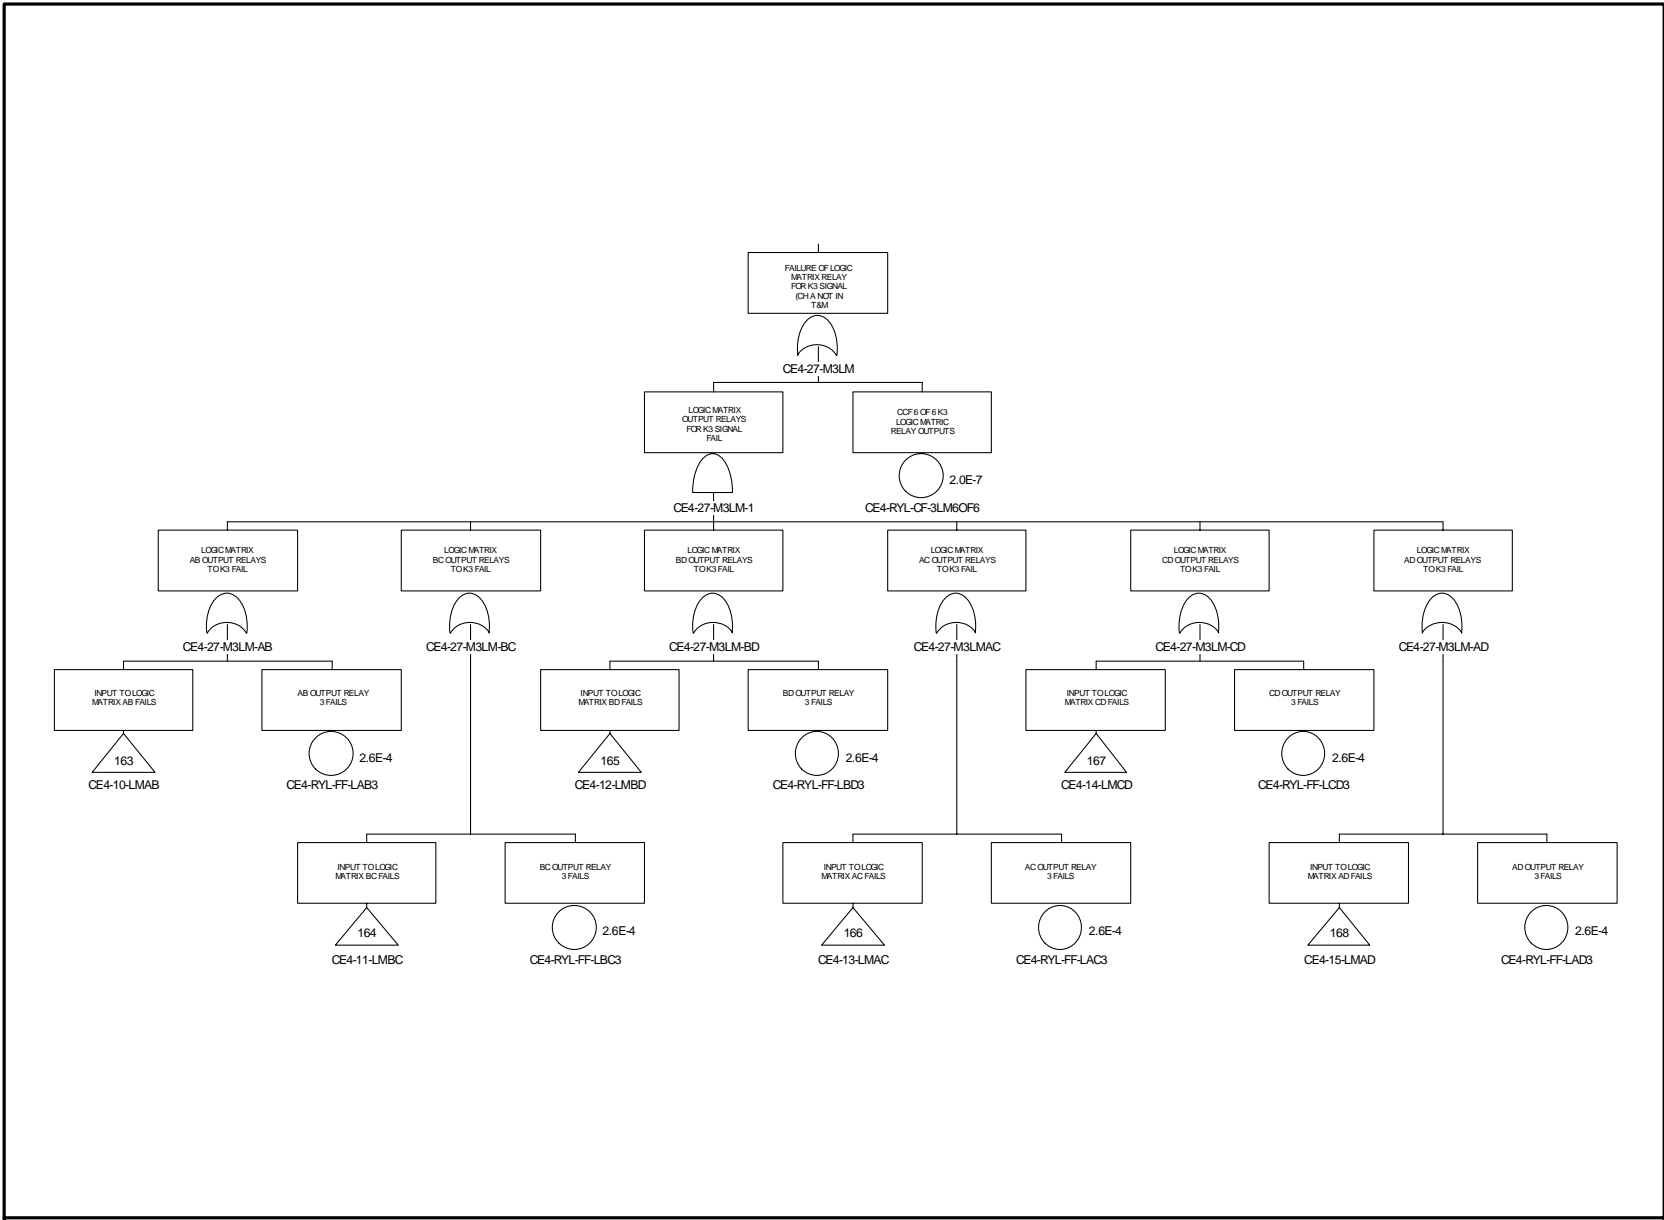 FAILURE OF LOGIC
MATRIX RELAY
FOR K3 SIGNAL
(CH A NOT IN
T&M
CE4-27-M3LM
LOGIC MATRIX
OUTPUT RELAYS
FOR K3 SIGNAL
FAIL
CE4-27-M3LM-1
CCF 6 OF 6 K3
LOGIC MATRIC
RELAY OUTPUTS
2.0E-7
CE4-RYL-CF-3LM6OF6
LOGIC MATRIX
AB OUTPUT RELAYS
TO K3 FAIL
CE4-27-M3LM-AB
LOGIC MATRIX
BC OUTPUT RELAYS
TO K3 FAIL
CE4-27-M3LM-BC
LOGIC MATRIX
BD OUTPUT RELAYS
TO K3 FAIL
CE4-27-M3LM-BD
LOGIC MATRIX
AC OUTPUT RELAYS
TO K3 FAIL
CE4-27-M3LMAC
LOGIC MATRIX
CD OUTPUT RELAYS
TO K3 FAIL
CE4-27-M3LM-CD
LOGIC MATRIX
AD OUTPUT RELAYS
TO K3 FAIL
CE4-27-M3LM-AD
INPUT TO LOGIC
MATRIX AB FAILS
163
CE4-10-LMAB
AB OUTPUT RELAY
3 FAILS
2.6E-4
CE4-RYL-FF-LAB3
INPUT TO LOGIC
MATRIX BD FAILS
165
CE4-12-LMBD
BD OUTPUT RELAY
3 FAILS
2.6E-4
CE4-RYL-FF-LBD3
INPUT TO LOGIC
MATRIX CD FAILS
167
CE4-14-LMCD
CD OUTPUT RELAY
3 FAILS
2.6E-4
CE4-RYL-FF-LCD3
INPUT TO LOGIC
MATRIX BC FAILS
164
CE4-11-LMBC
BC OUTPUT RELAY
3 FAILS
2.6E-4
CE4-RYL-FF-LBC3
INPUT TO LOGIC
MATRIX AC FAILS
166
CE4-13-LMAC
AC OUTPUT RELAY
3 FAILS
2.6E-4
CE4-RYL-FF-LAC3
INPUT TO LOGIC
MATRIX AD FAILS
168
CE4-15-LMAD
AD OUTPUT RELAY
3 FAILS
2.6E-4
CE4-RYL-FF-LAD3